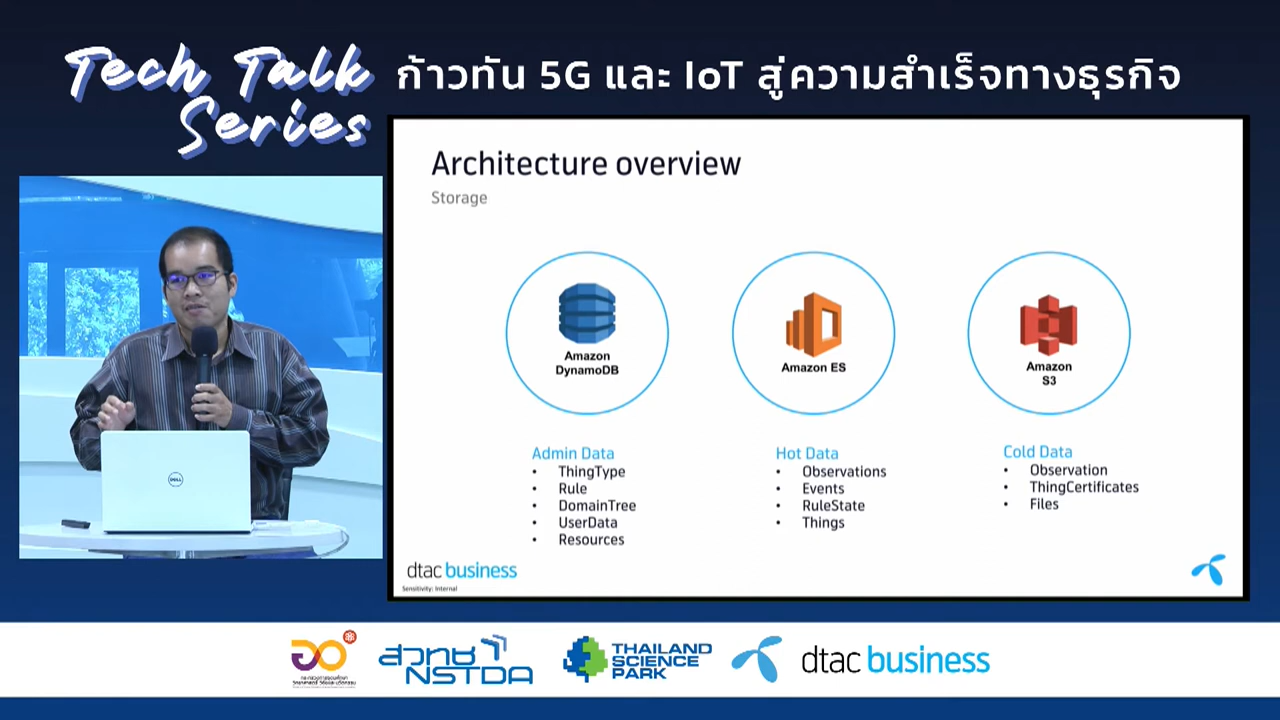 Tech Talk
Series
ก้าวทัน 5G และ IoT สู่ความสำเร็จทางธุรกิจ
Architecture overview
Storage
Amazon
DynamoDB
Amazon ES
Amazon
S3
Admin Data
• ThingType
• Rule
• DomainTree
• UserData
• Resources
Hot Data
• Observations
• Events
• RuleState
• Things
Cold Data
• Observation
• ThingCertificates
• Files
dtac business
Sensitivity: Internal
DELL
สวทช
NSTDA
THAILAND
SCIENCE
PARK
dtac business